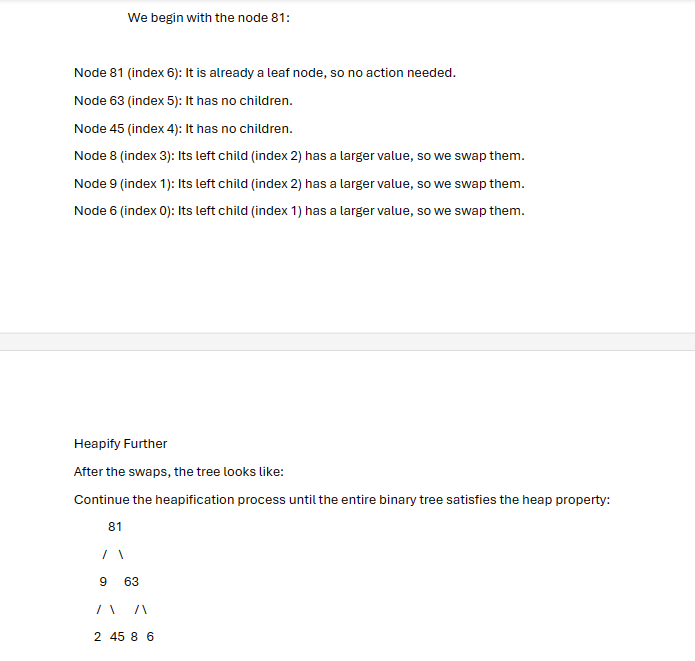 We begin with the node 81:
Node 81 (index 6): It is already a leaf node, so no action needed.
Node 63 (index 5): It has no children.
Node 45 (index 4): It has no children.
Node 8 (index 3): Its left child (index 2) has a larger value, so we swap them.
Node 9 (index 1): Its left child (index 2) has a larger value, so we swap them.
Node 6 (index 0): Its left child (index 1) has a larger value, so we swap them.
Heapify Further
After the swaps, the tree looks like:
Continue the heapification process until the entire binary tree satisfies the heap property:
81
/ \
9 63
/ \ / \
2 45 8 6